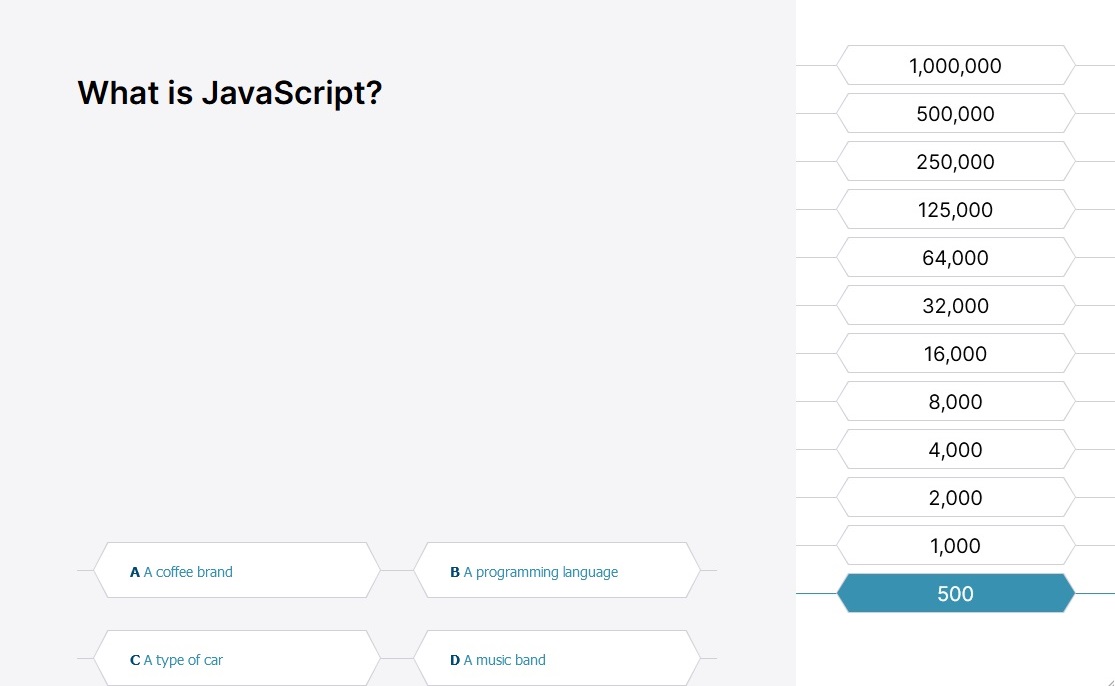 What is JavaScript?
A A coffee brand
B A programming language
C A type of car
D A music band
1,000,000
500,000
250,000
125,000
64,000
32,000
16,000
8,000
4,000
2,000
1,000
500